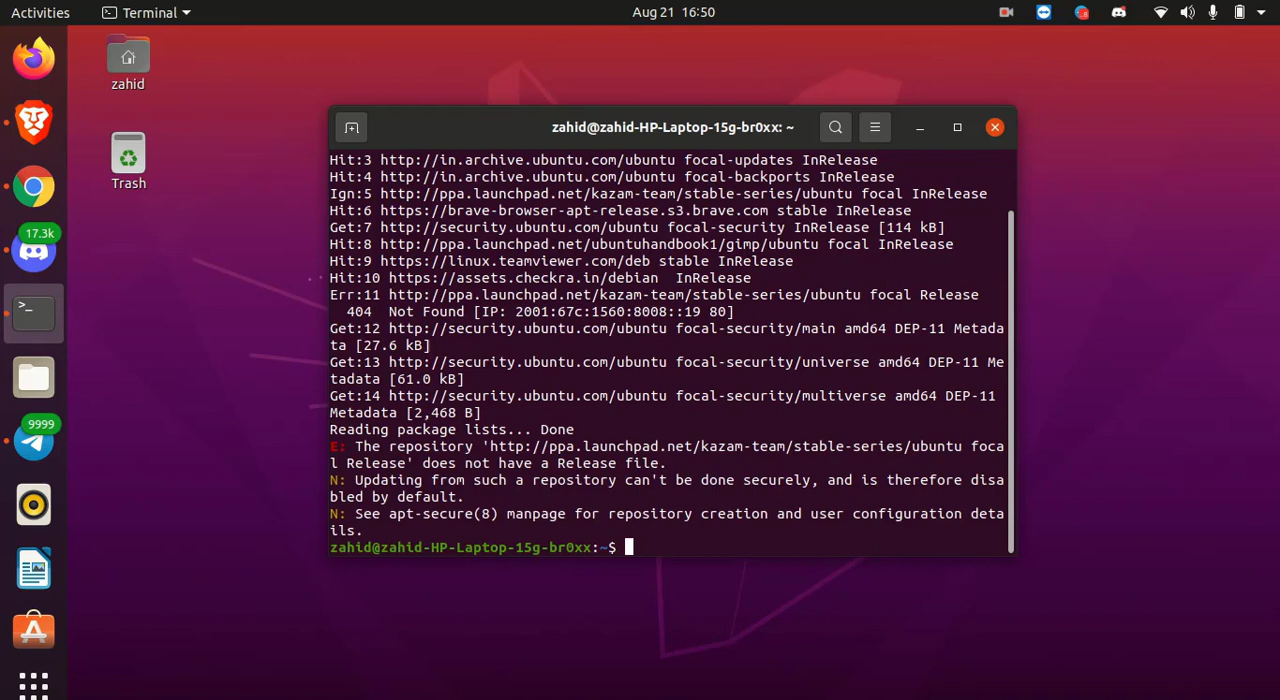 Activities
Terminal
Aug 21 16:50
zahid
Trash
17.3k
9999
zahid@zahid-HP-Laptop-15g-br0xx: ~
Hit:3 http://in.archive.ubuntu.com/ubuntu focal-updates InRelease
Hit:4 http://in.archive.ubuntu.com/ubuntu focal-backports InRelease
Ign:5 http://ppa.launchpad.net/kazam-team/stable-series/ubuntu focal InRelease
Hit:6 https://brave-browser-apt-release.s3.brave.com stable InRelease
Get:7 http://security.ubuntu.com/ubuntu focal-security InRelease [114 kB]
Hit:8 http://ppa.launchpad.net/ubuntuhandbook1/gimp/ubuntu focal InRelease
Hit:9 https://linux.teamviewer.com/deb stable InRelease
Hit:10 https://assets.checkra.in/debian  InRelease
Err:11 http://ppa.launchpad.net/kazam-team/stable-series/ubuntu focal Release
  404  Not Found [IP: 2001:67c:1560:8008::19 80]
Get:12 http://security.ubuntu.com/ubuntu focal-security/main amd64 DEP-11 Metada
ta [27.6 kB]
Get:13 http://security.ubuntu.com/ubuntu focal-security/universe amd64 DEP-11 Me
tadata [61.0 kB]
Get:14 http://security.ubuntu.com/ubuntu focal-security/multiverse amd64 DEP-11
Metadata [2,468 B]
Reading package lists... Done
E: The repository 'http://ppa.launchpad.net/kazam-team/stable-series/ubuntu foca
l Release' does not have a Release file.
N: Updating from such a repository can't be done securely, and is therefore disa
bled by default.
N: See apt-secure(8) manpage for repository creation and user configuration deta
ils.
zahid@zahid-HP-Laptop-15g-br0xx:~$